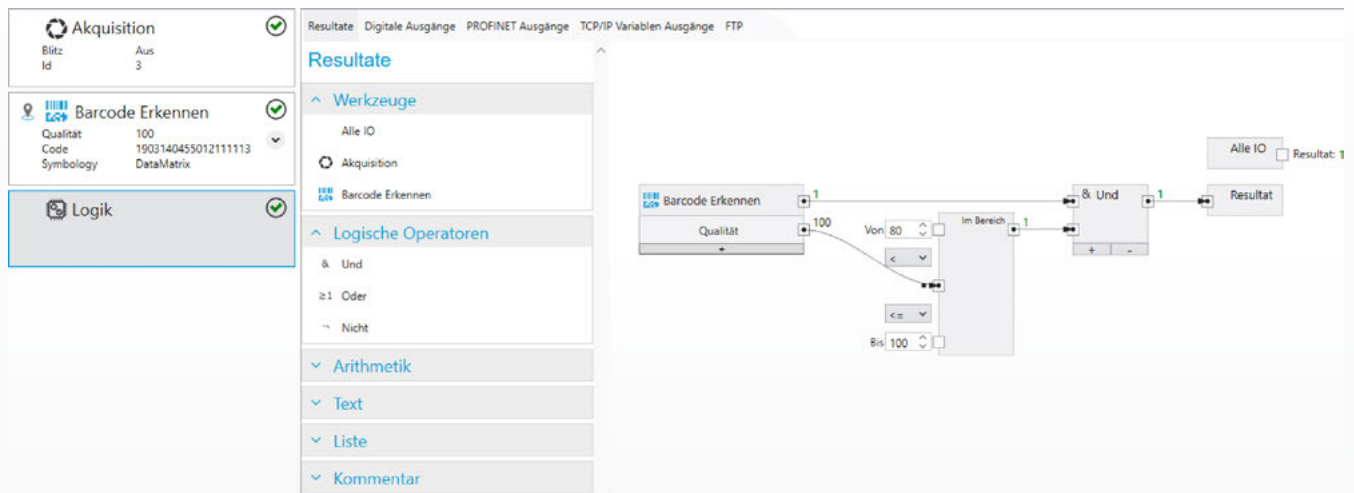 Akquisition
Blitz Aus
Id 3
Barcode Erkennen
Qualität 100
Code 1903140455012111113
Symbology DataMatrix
Logik
Resultate Digitale Ausgänge PROFINET Ausgänge TCP/IP Variablen Ausgänge FTP
Resultate
Werkzeuge
Alle IO
Akquisition
Barcode Erkennen
Logische Operatoren
& Und
≥1 Oder
¬ Nicht
Arithmetik
Text
Liste
Kommentar
Alle IO Resultat: 1
Barcode Erkennen 1
Qualität 100
+
Von 80
<
Im Bereich 1
<=
Bis 100
& Und 1
+ -
Resultat